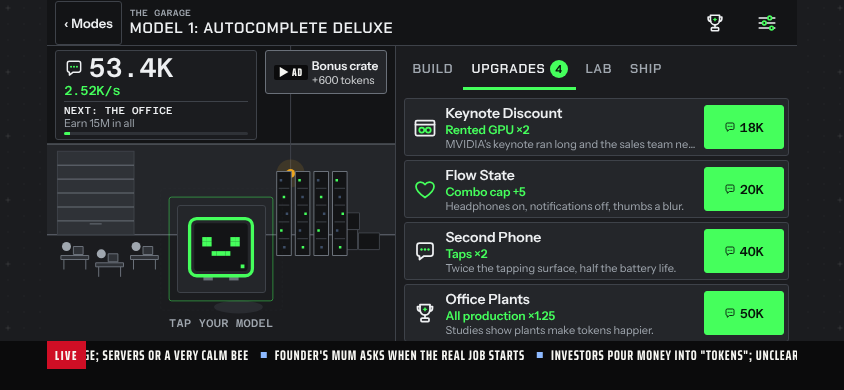 ‹ Modes
THE GARAGE
MODEL 1: AUTOCOMPLETE DELUXE
53.4K
2.52K/s
NEXT: THE OFFICE
Earn 15M in all
▶ AD
Bonus crate
+600 tokens
TAP YOUR MODEL
BUILD
UPGRADES 4
LAB
SHIP
Keynote Discount
Rented GPU ×2
MVIDIA's keynote ran long and the sales team ne...
18K
Flow State
Combo cap +5
Headphones on, notifications off, thumbs a blur.
20K
Second Phone
Taps ×2
Twice the tapping surface, half the battery life.
40K
Office Plants
All production ×1.25
Studies show plants make tokens happier.
50K
LIVE
GE; SERVERS OR A VERY CALM BEE ■ FOUNDER'S MUM ASKS WHEN THE REAL JOB STARTS ■ INVESTORS POUR MONEY INTO "TOKENS"; UNCLEAR